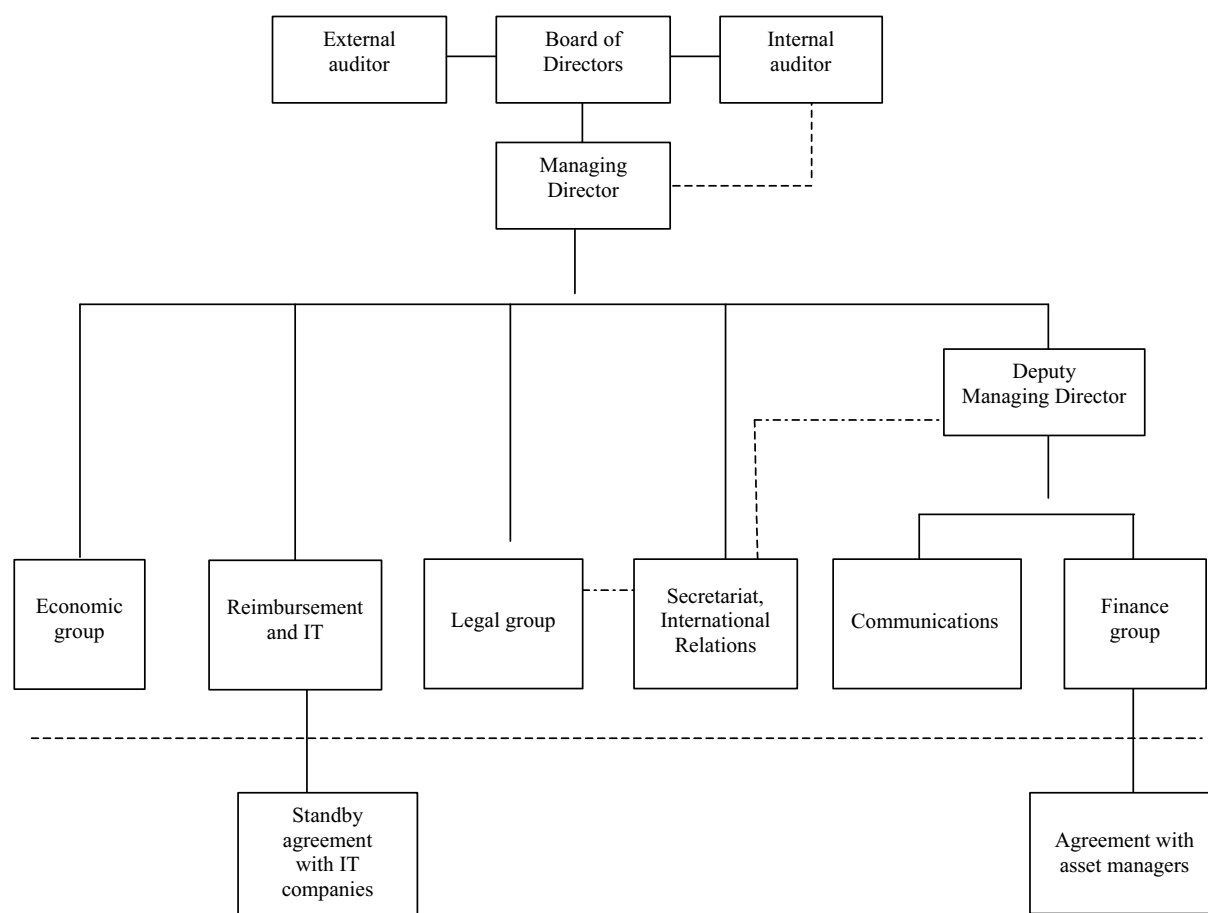 External
auditor
Board of
Directors
Internal
auditor
Managing
Director
Deputy
Managing Director
Economic
group
Reimbursement
and IT
Legal group
Secretariat,
International
Relations
Communications
Finance
group
Standby
agreement
with IT
companies
Agreement with
asset managers